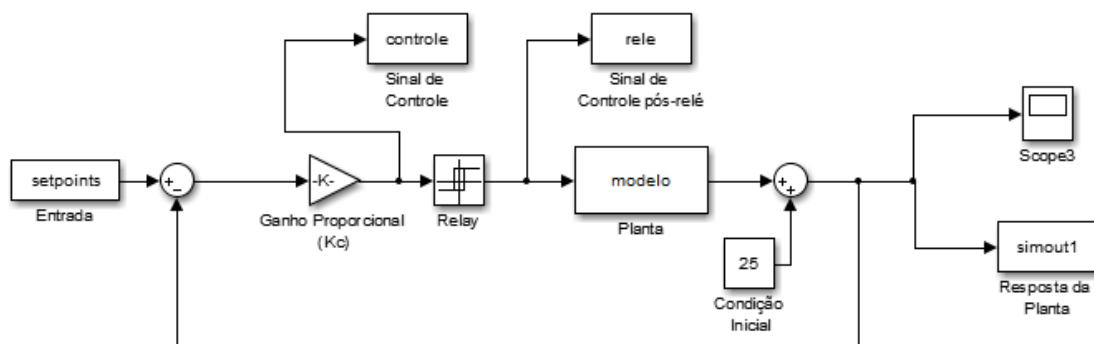 controle
Sinal de
Controle
rele
Sinal de
Controle pós-relé
Scope3
setpoints
Entrada
+
−
-K-
Ganho Proporcional
(Kc)
Relay
modelo
Planta
+
+
25
Condição
Inicial
simout1
Resposta da
Planta